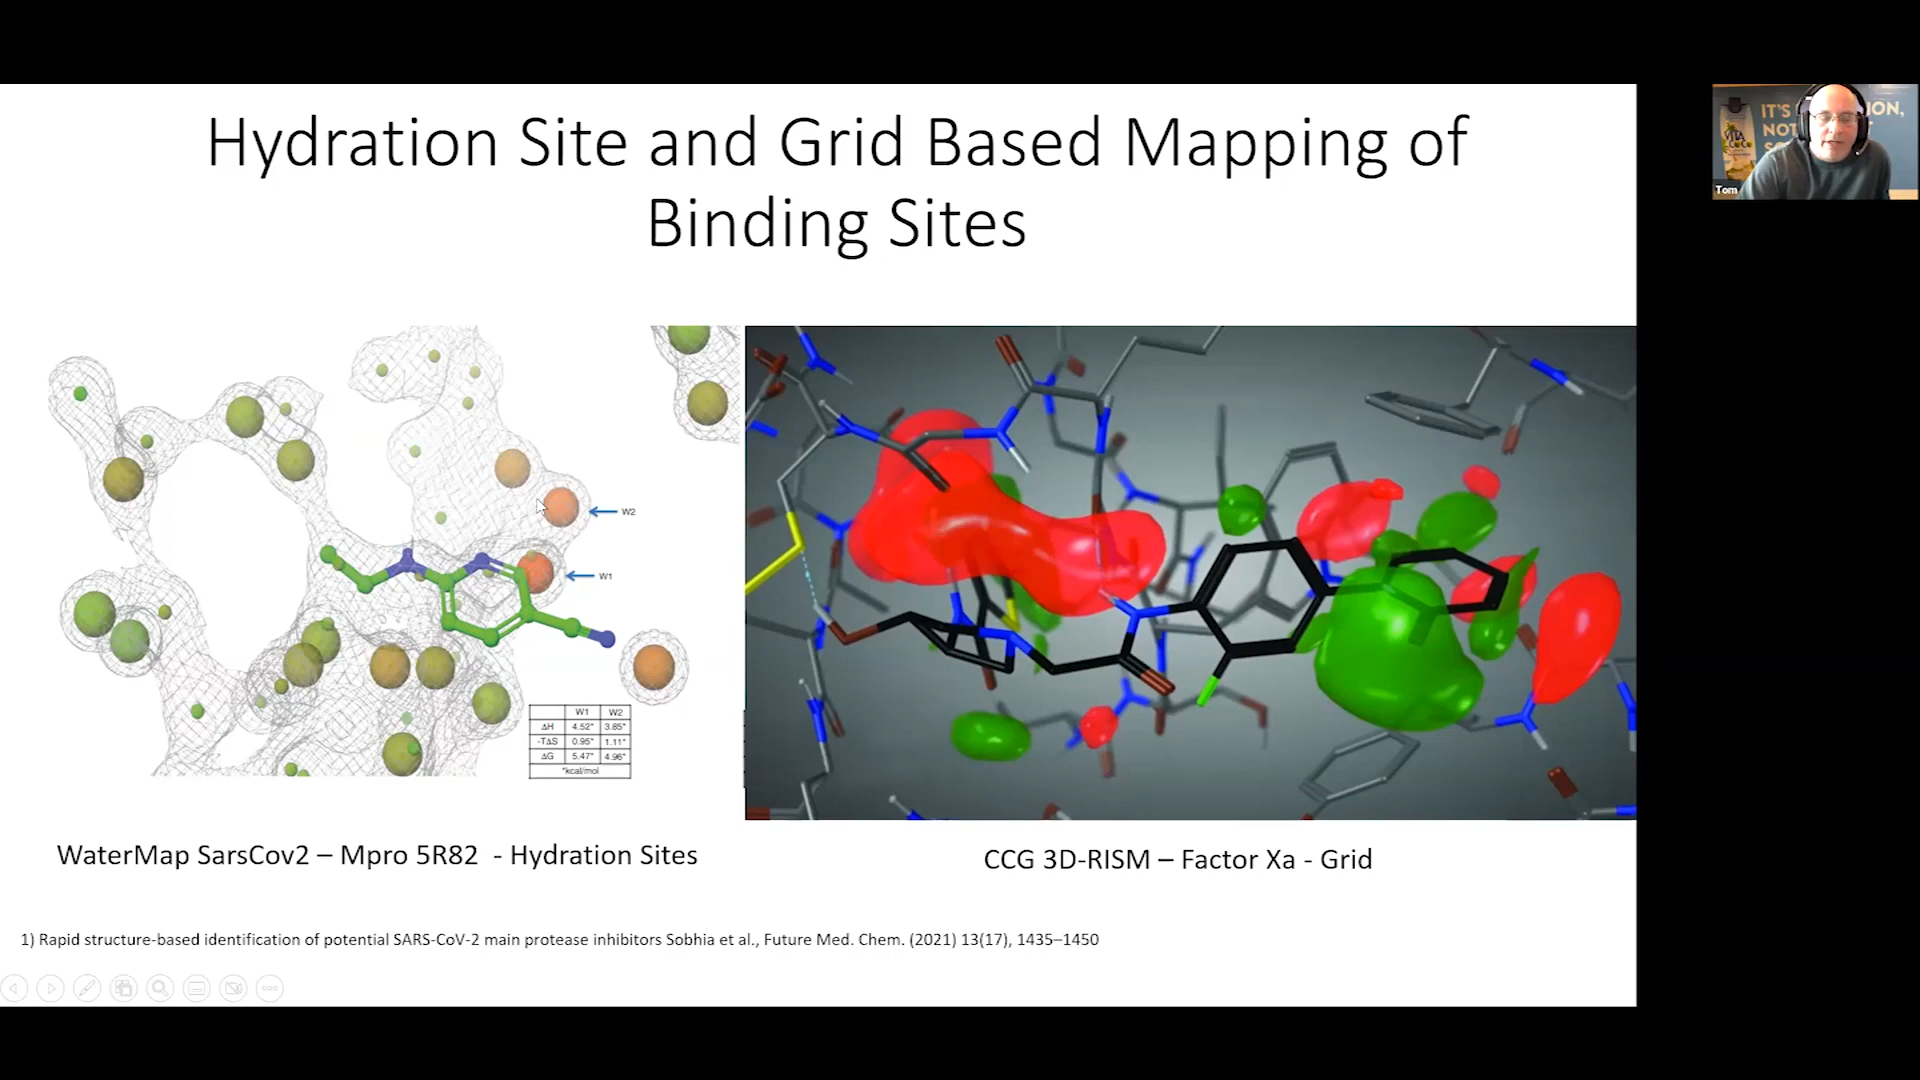 Hydration Site and Grid Based Mapping of
Binding Sites
IT'S ION,
NOT
VITA
COCO
Tom
W2
W1
W1 W2
ΔH 4.52* 3.85*
-TΔS 0.95* 1.11*
ΔG 5.47* 4.96*
*kcal/mol
WaterMap SarsCov2 – Mpro 5R82 - Hydration Sites
CCG 3D-RISM – Factor Xa - Grid
1) Rapid structure-based identification of potential SARS-CoV-2 main protease inhibitors Sobhia et al., Future Med. Chem. (2021) 13(17), 1435–1450